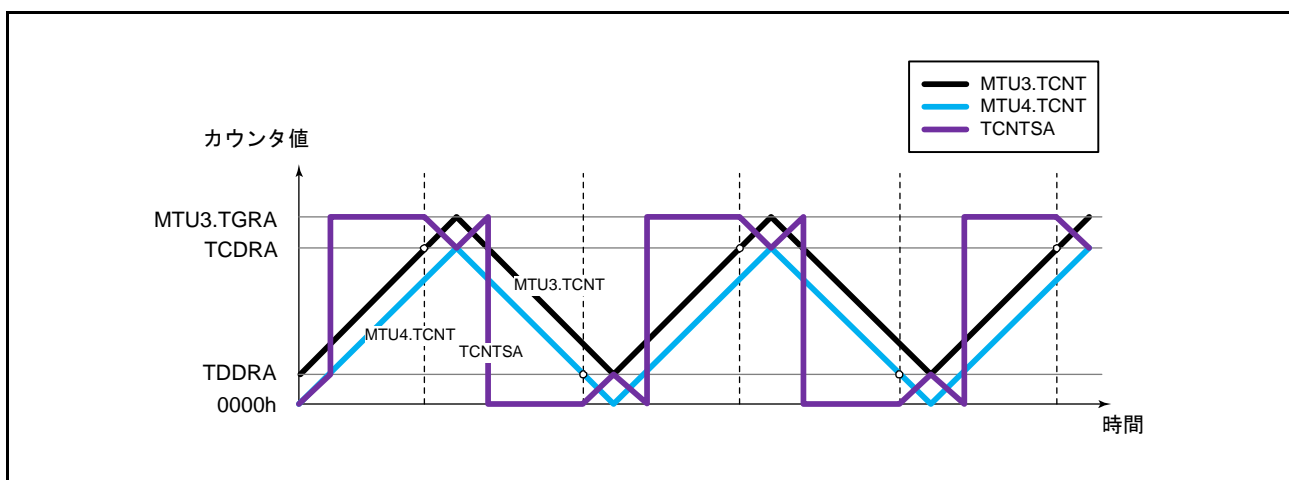 MTU3.TCNT
MTU4.TCNT
TCNTSA
カウンタ値
MTU3.TGRA
TCDRA
TDDRA
0000h
MTU3.TCNT
MTU4.TCNT
TCNTSA
時間